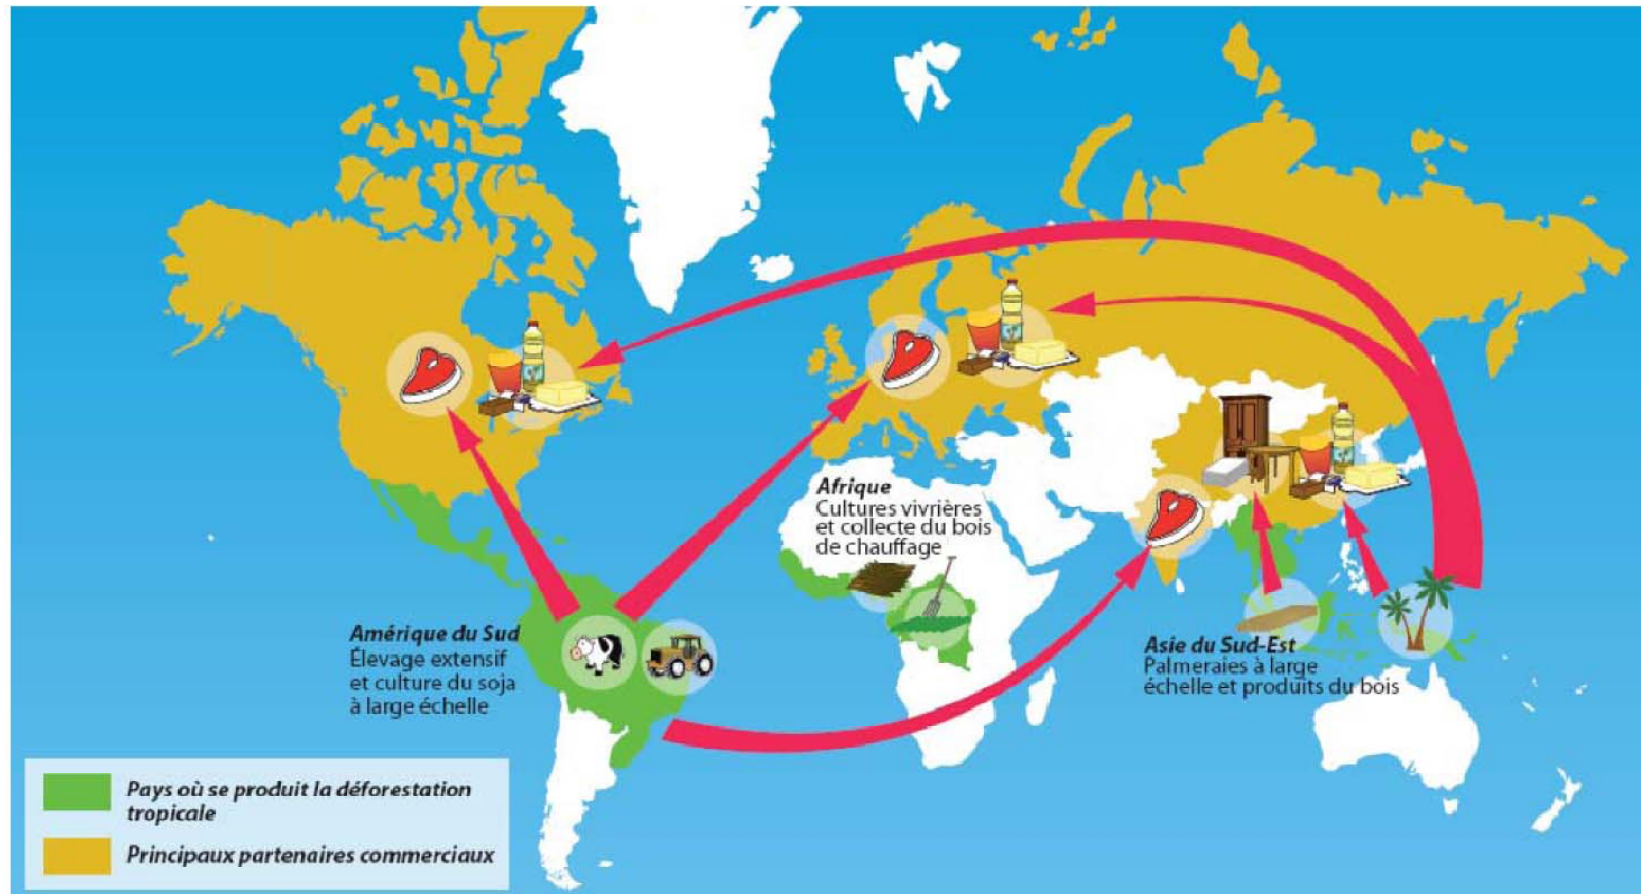 Afrique
Cultures vivrières
et collecte du bois
de chauffage
Amérique du Sud
Élevage extensif
et culture du soja
à large échelle
Asie du Sud-Est
Palmeraies à large
échelle et produits du bois
Pays où se produit la déforestation
tropicale
Principaux partenaires commerciaux